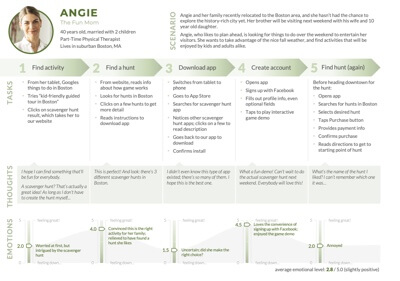 ANGIE
The Fun Mom
40 years old, married with 2 children
Part-Time Physical Therapist
Lives in suburban Boston, MA
SCENARIO
Angie and her family recently relocated to the Boston area, and she hasn't had the chance to
explore the history-rich city yet. Her brother will be visiting next weekend with his wife and 10
year old daughter.
Angie, who likes to plan ahead, is looking for things to do over the weekend to entertain her
visitors. She wants to take advantage of the nice fall weather, and find activities that will be
enjoyed by kids and adults alike.
1 Find activity
2 Find a hunt
3 Download app
4 Create account
5 Find hunt (again)
TASKS
From her tablet, Googles
things to do in Boston
Tries "kid-friendly guided
tour in Boston"
Clicks on scavenger hunt
result, which takes her to
our website
From website, reads info
about how game works
Looks for hunts in Boston
Clicks on a few hunts to get
more detail
Reads instructions to
download app
Switches from tablet to
phone
Goes to App Store
Searches for scavenger hunt
app
Notices other scavenger
hunt apps; clicks on a few to
read description
Goes back to our app to
download
Confirms install
Opens app
Signs up with Facebook
Fills out profile info, even
optional fields
Taps to play interactive
game demo
Before heading downtown for
the hunt:
Opens app
Searches for hunts in Boston
Selects desired hunt
Taps Purchase button
Provides payment info
Confirms purchase
Reads directions to get to
starting point of hunt
THOUGHTS
I hope I can find something that'll
be fun for everybody.
A scavenger hunt? That's actually a
great idea! As long as I don't have
to create the hunt myself...
This is perfect! And look: there's 3
different scavenger hunts in
Boston.
I didn't even know this type of app
existed; there's so many of them. I
hope this is the best one.
What a fun demo! Can't wait to do
the actual scavenger hunt next
weekend. Everybody will love this!
What's the name of the hunt I
liked? I can't remember which one
it was...
EMOTIONS
5 feeling great!
2.0 Worried at first, but
intrigued by the scavenger
hunt
0 feeling down
5 feeling great!
4.0 Convinced this is the right
activity for her family;
relieved to have found a
hunt she likes
0 feeling down
5 feeling great!
1.5 Uncertain; did she make the
right choice?
0 feeling down
5 feeling great!
4.5 Loves the convenience of
signing up with Facebook;
enjoyed the game demo
0 feeling down
5 feeling great!
2.0 Annoyed
0 feeling down
average emotional level: 2.8 / 5.0 (slightly positive)